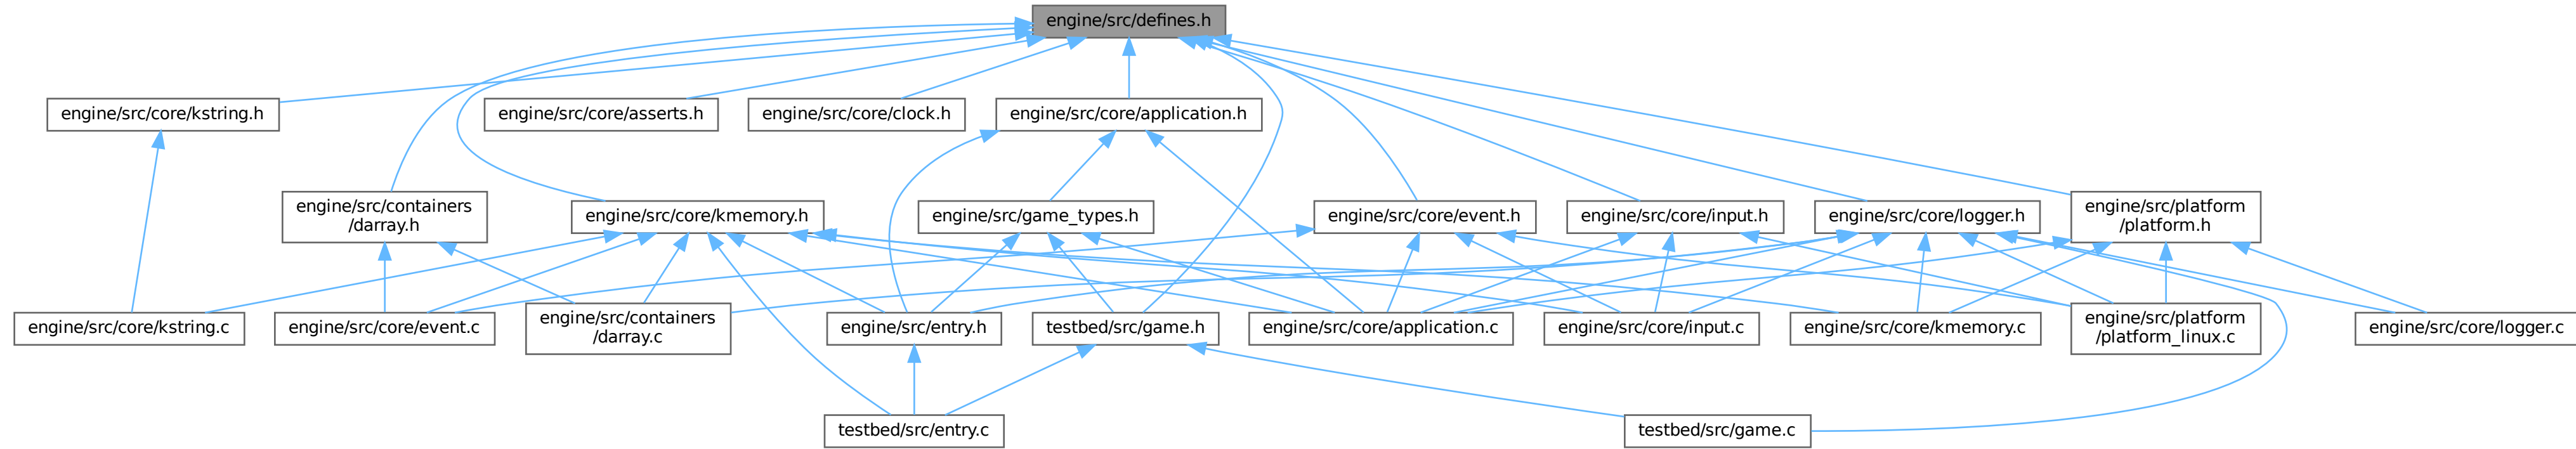 engine/src/defines.h
engine/src/core/kstring.h
engine/src/core/asserts.h
engine/src/core/clock.h
engine/src/core/application.h
engine/src/containers
/darray.h
engine/src/core/kmemory.h
engine/src/game_types.h
engine/src/core/event.h
engine/src/core/input.h
engine/src/core/logger.h
engine/src/platform
/platform.h
engine/src/core/kstring.c
engine/src/core/event.c
engine/src/containers
/darray.c
engine/src/entry.h
testbed/src/game.h
engine/src/core/application.c
engine/src/core/input.c
engine/src/core/kmemory.c
engine/src/platform
/platform_linux.c
engine/src/core/logger.c
testbed/src/entry.c
testbed/src/game.c